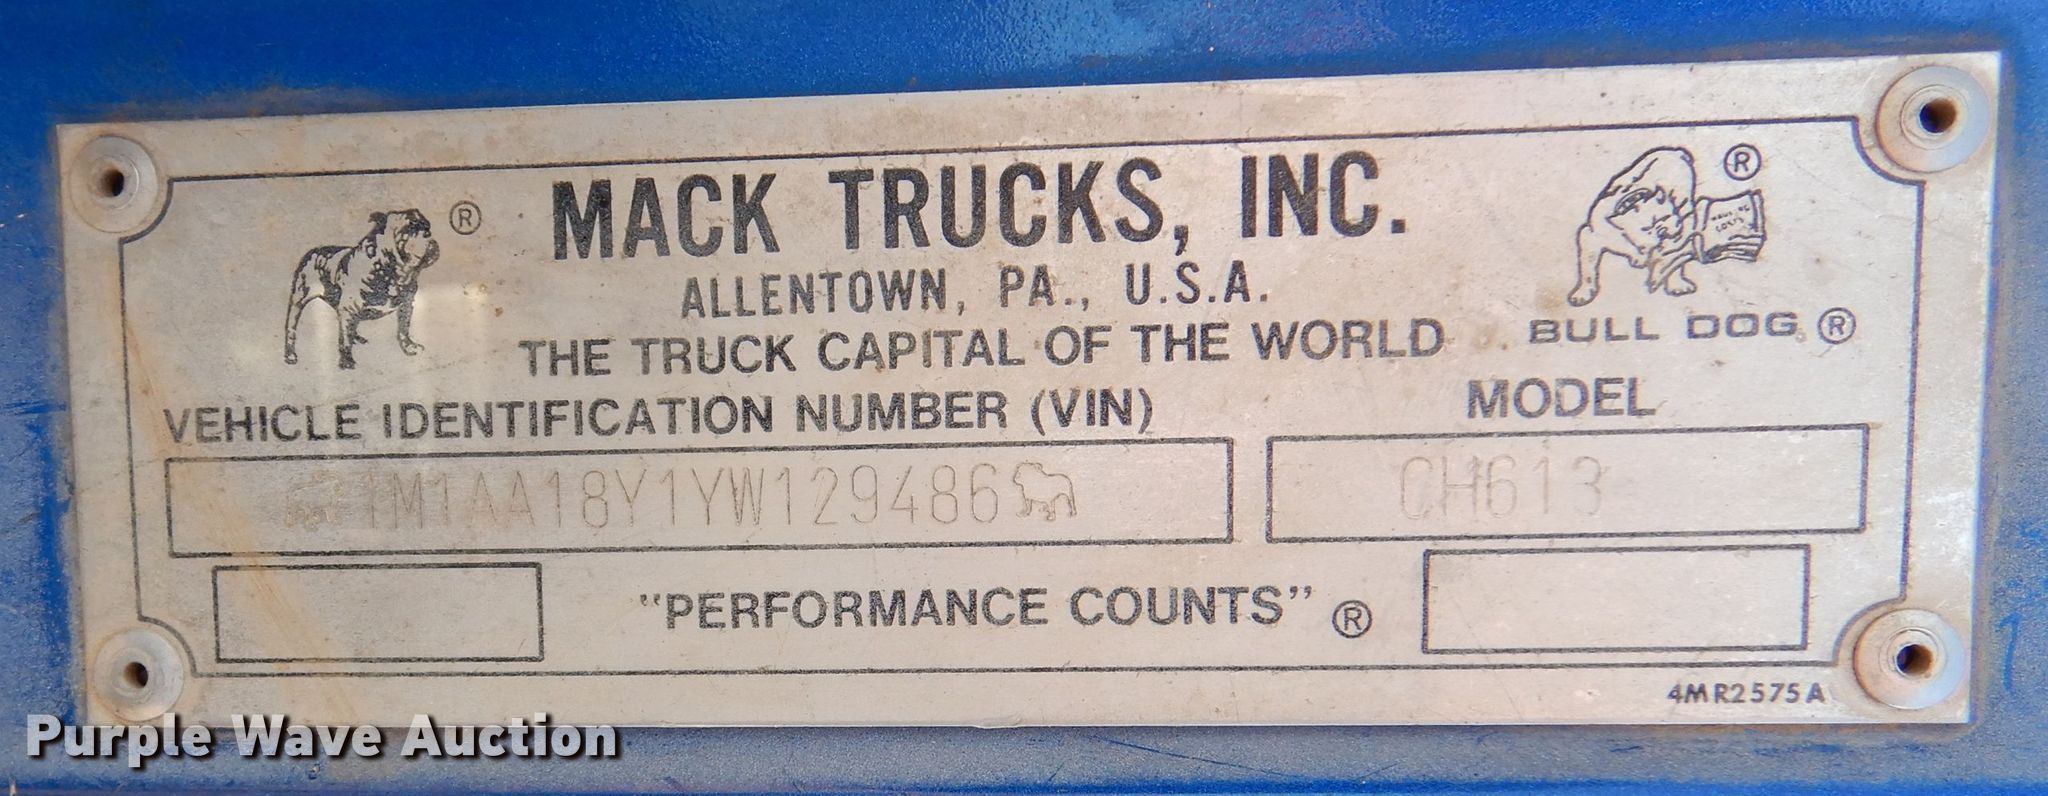 MACK TRUCKS, INC.
ALLENTOWN, PA., U.S.A.
THE TRUCK CAPITAL OF THE WORLD
BULL DOG ®
®
®
VEHICLE IDENTIFICATION NUMBER (VIN)
MODEL
1M1AA18Y1YW129486
CH613
"PERFORMANCE COUNTS" ®
4MR2575A
Purple Wave Auction